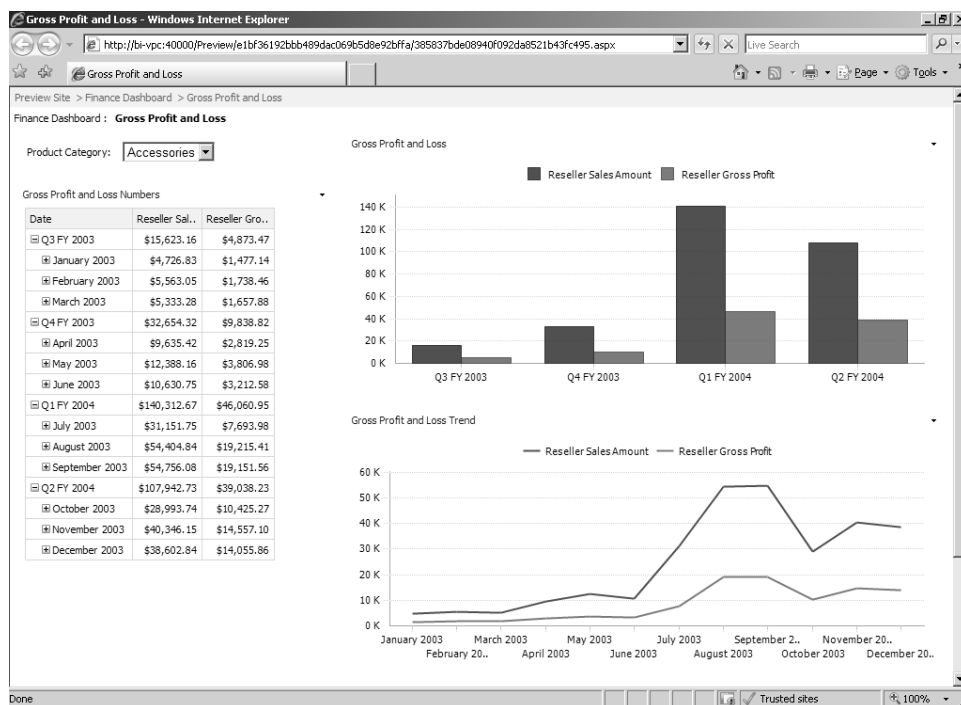 Gross Profit and Loss - Windows Internet Explorer
http://bi-vpc:40000/Preview/e1bf36192bbb489dac069b5d8e92bffa/385837bde08940f092da8521b43fc495.aspx
Live Search
Gross Profit and Loss
Page
Tools
Preview Site > Finance Dashboard > Gross Profit and Loss
Finance Dashboard : Gross Profit and Loss
Product Category: Accessories
Gross Profit and Loss Numbers
Date Reseller Sal.. Reseller Gro..
Q3 FY 2003 $15,623.16 $4,873.47
January 2003 $4,726.83 $1,477.14
February 2003 $5,563.05 $1,738.46
March 2003 $5,333.28 $1,657.88
Q4 FY 2003 $32,654.32 $9,838.82
April 2003 $9,635.42 $2,819.25
May 2003 $12,388.16 $3,806.98
June 2003 $10,630.75 $3,212.58
Q1 FY 2004 $140,312.67 $46,060.95
July 2003 $31,151.75 $7,693.98
August 2003 $54,404.84 $19,215.41
September 2003 $54,756.08 $19,151.56
Q2 FY 2004 $107,942.73 $39,038.23
October 2003 $28,993.74 $10,425.27
November 2003 $40,346.15 $14,557.10
December 2003 $38,602.84 $14,055.86
Gross Profit and Loss
Reseller Sales Amount Reseller Gross Profit
140 K
120 K
100 K
80 K
60 K
40 K
20 K
0 K
Q3 FY 2003 Q4 FY 2003 Q1 FY 2004 Q2 FY 2004
Gross Profit and Loss Trend
Reseller Sales Amount Reseller Gross Profit
60 K
50 K
40 K
30 K
20 K
10 K
0 K
January 2003 March 2003 May 2003 July 2003 September 2.. November 20..
February 20.. April 2003 June 2003 August 2003 October 2003 December 20..
Done
Trusted sites
100%